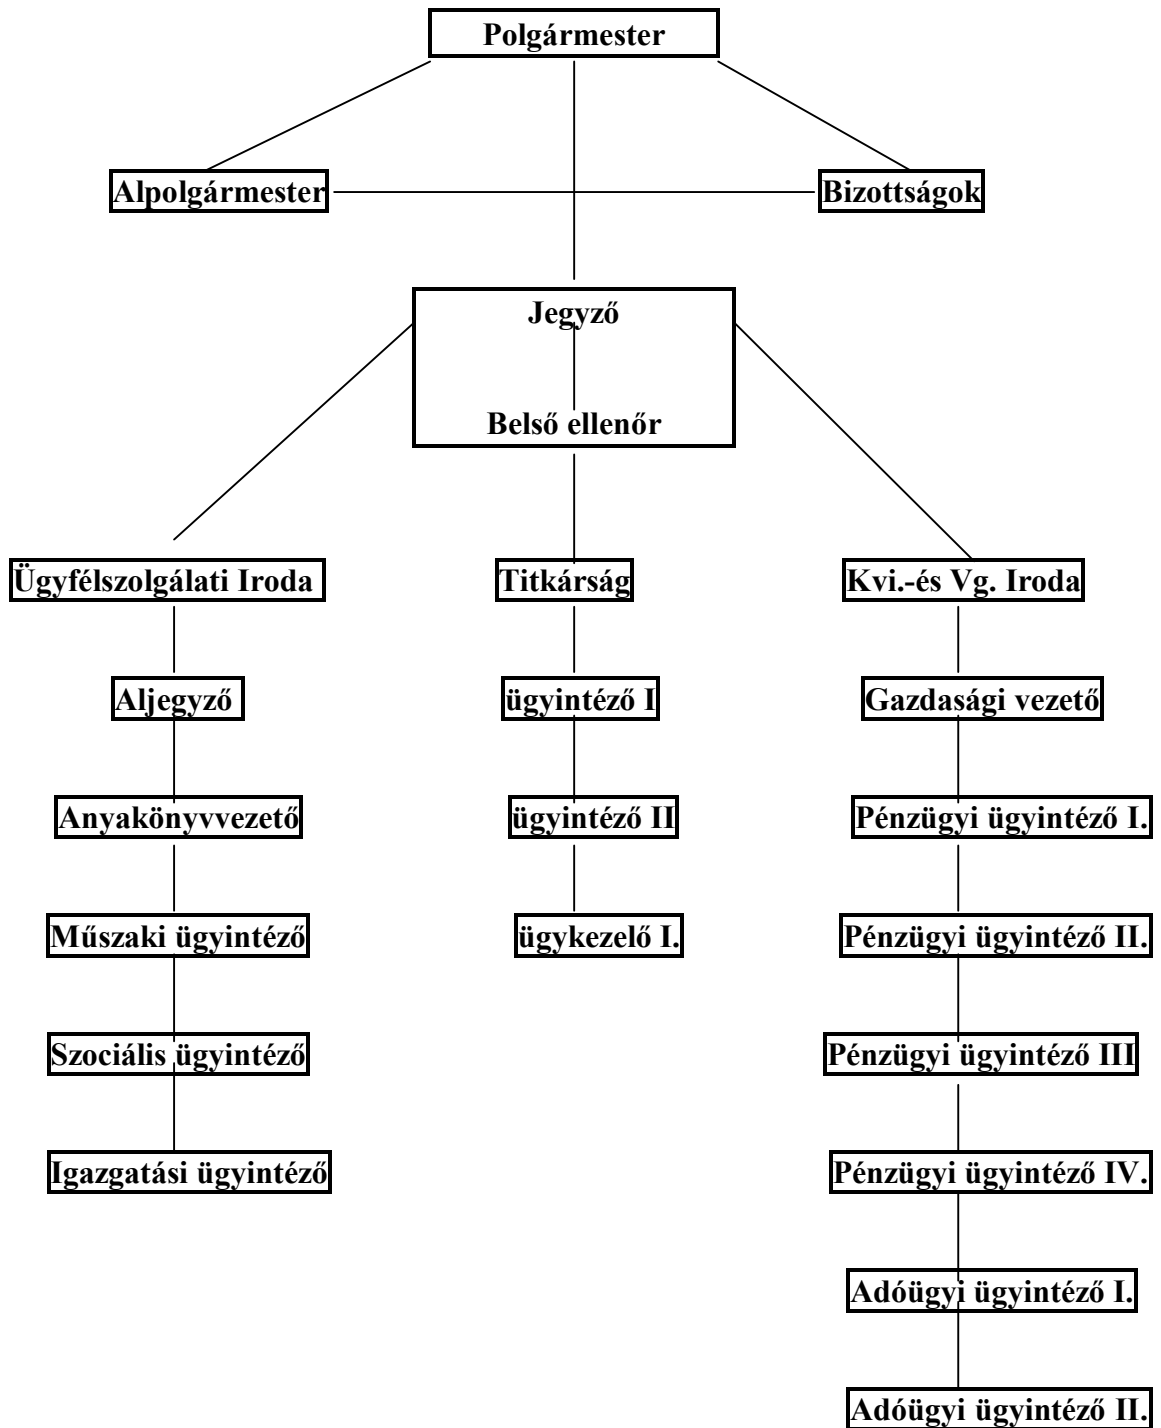 Polgármester
Alpolgármester
Bizottságok
Jegyző
Belső ellenőr
Ügyfélszolgálati Iroda
Titkárság
Kvi.-és Vg. Iroda
Aljegyző
ügyintéző I
Gazdasági vezető
Anyakönyvvezető
ügyintéző II
Pénzügyi ügyintéző I.
Műszaki ügyintéző
ügykezelő I.
Pénzügyi ügyintéző II.
Szociális ügyintéző
Pénzügyi ügyintéző III
Igazgatási ügyintéző
Pénzügyi ügyintéző IV.
Adóügyi ügyintéző I.
Adóügyi ügyintéző II.